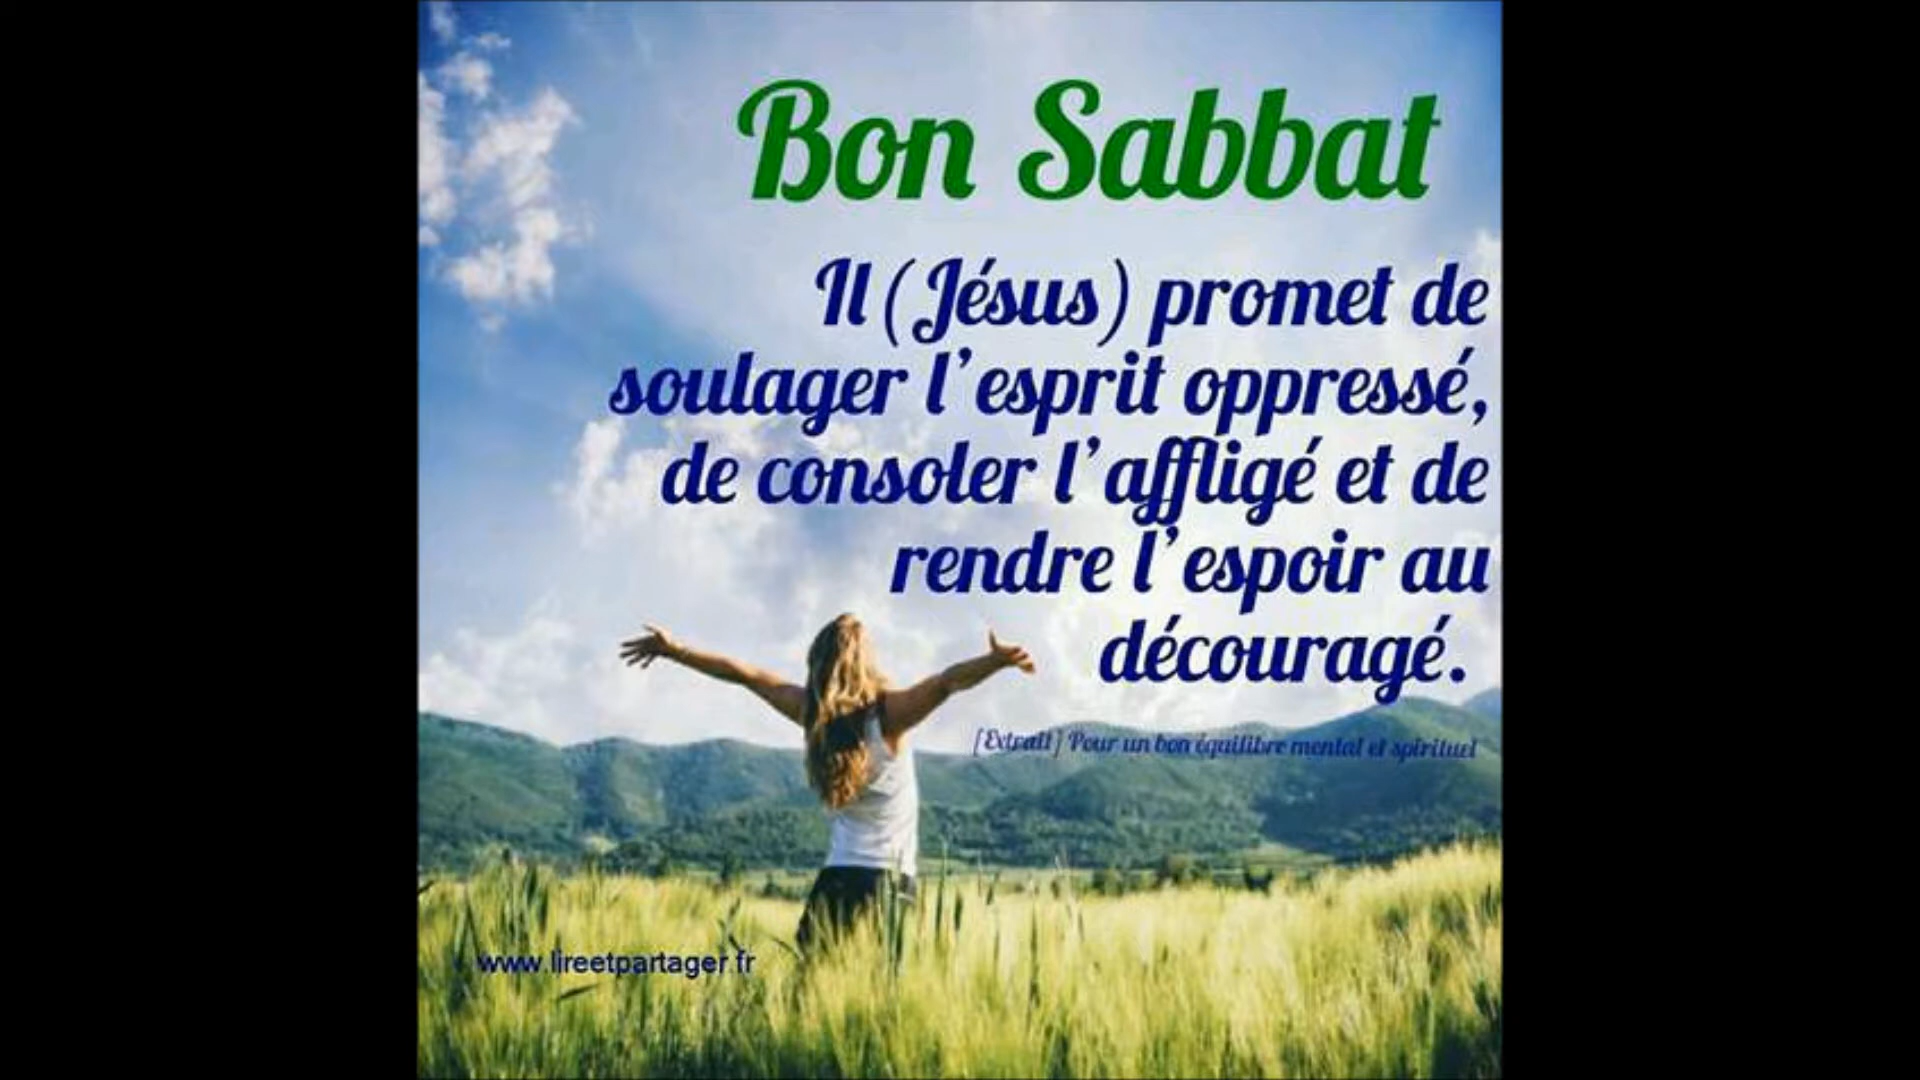 Bon Sabbat
Il (Jésus) promet de
soulager l'esprit oppressé,
de consoler l'affligé et de
rendre l'espoir au
découragé.
[Extrait] Pour un bon équilibre mental et spirituel
www.lireetpartager.fr